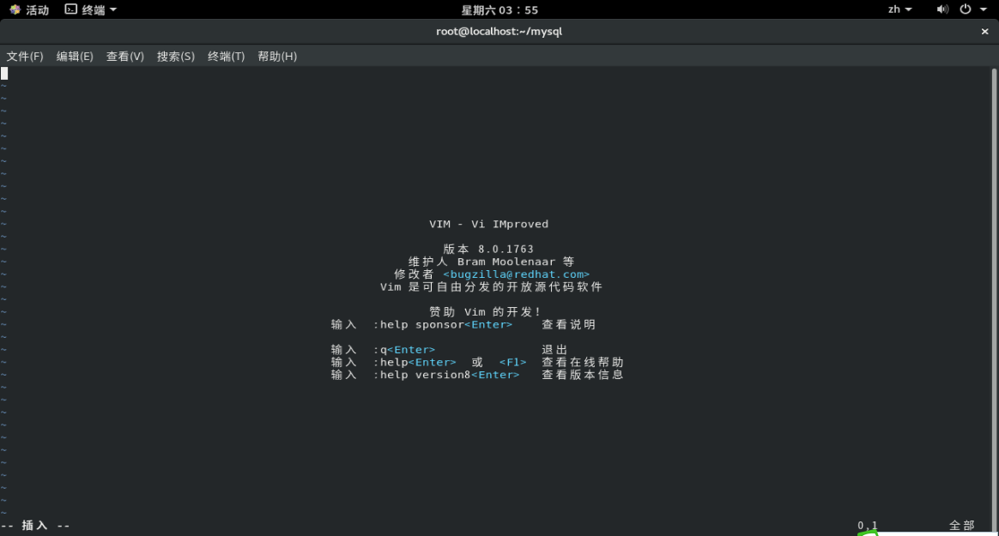 活动 终端
星期六 03：55
zh
root@localhost:~/mysql
×
文件(F) 编辑(E) 查看(V) 搜索(S) 终端(T) 帮助(H)
~
~
~
~
~
~
~
~
~
~
~
VIM - Vi IMproved
~
~
版本 8.0.1763
~
维护人 Bram Moolenaar 等
~
修改者 <bugzilla@redhat.com>
~
Vim 是可自由分发的开放源代码软件
~
~
赞助 Vim 的开发!
~
输入 :help sponsor<Enter> 查看说明
~
~
输入 :q<Enter> 退出
~
输入 :help<Enter> 或 <F1> 查看在线帮助
~
输入 :help version8<Enter> 查看版本信息
~
~
~
~
~
~
~
~
~
~
~
-- 插入 -- 0,1 全部